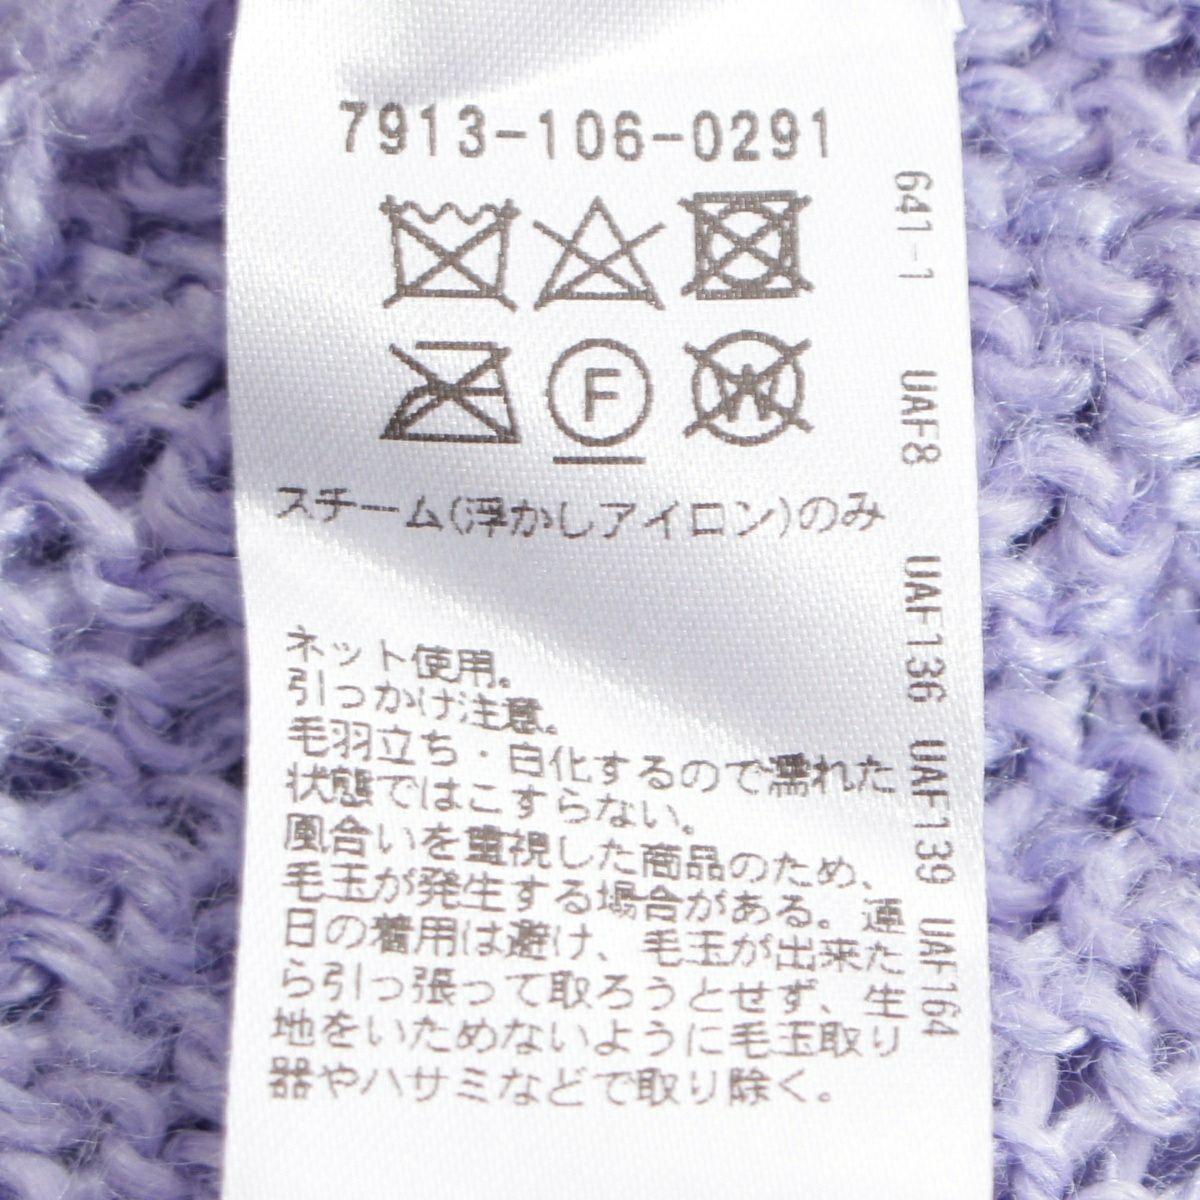 7913-106-0291
F
W
スチーム(浮かしアイロン)のみ
ネット使用。
引っかけ注意。
毛羽立ち・白化するので濡れた
状態ではこすらない。
風合いを重視した商品のため、
毛玉が発生する場合がある。連
日の着用は避け、毛玉が出来た
ら引っ張って取ろうとせず、生
地をいためないように毛玉取り
器やハサミなどで取り除く。
641-1 UAF8 UAF136 UAF139 UAF164